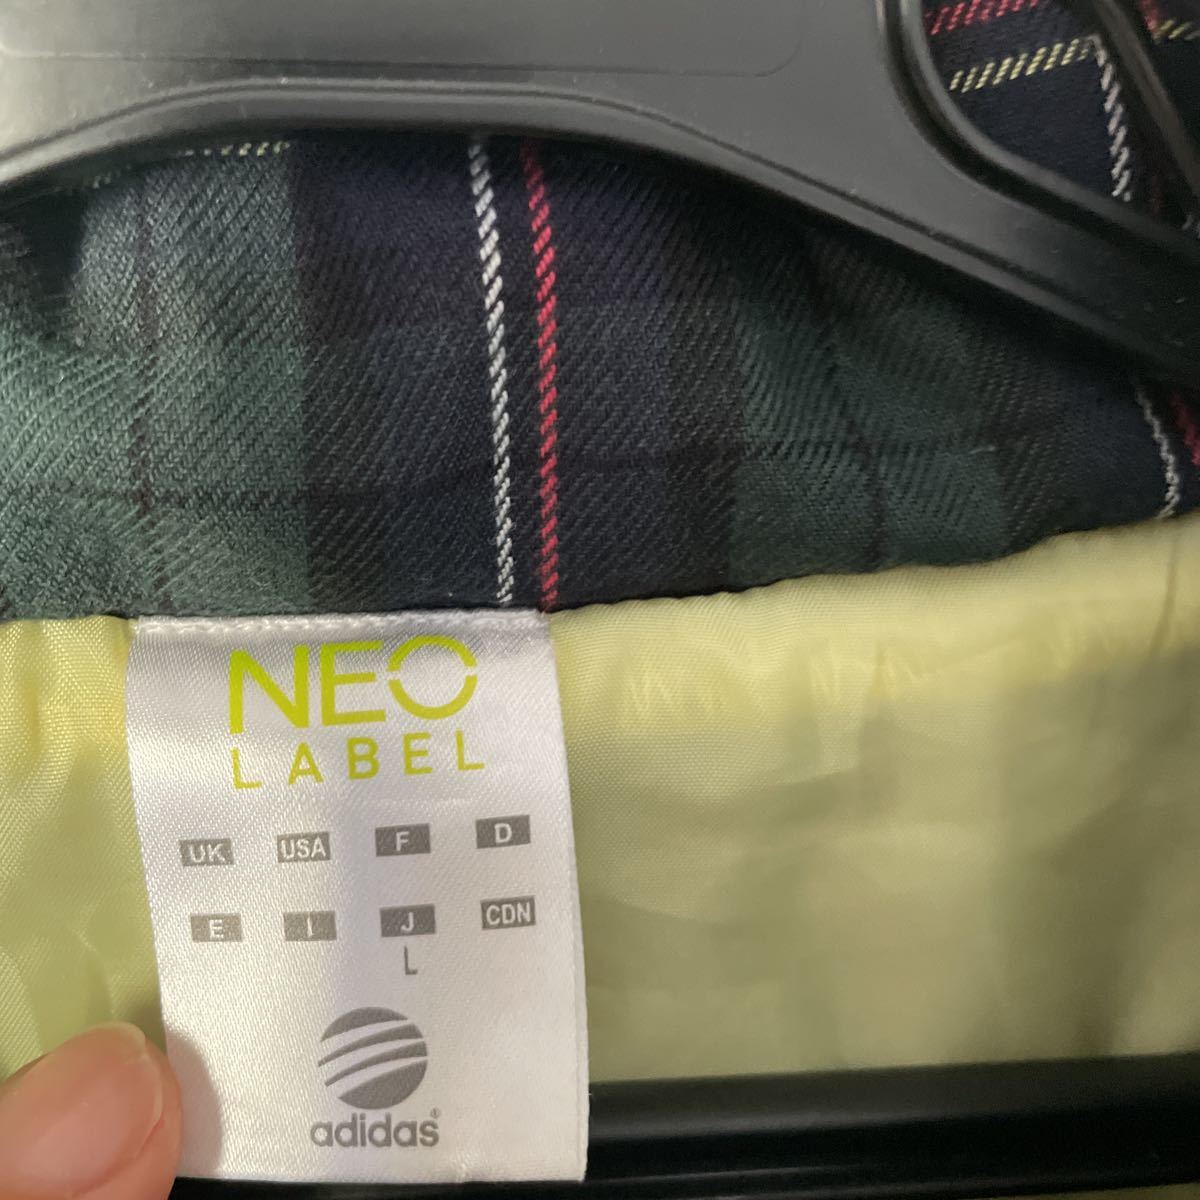 NEO
LABEL
UK USA F D
E I J CDN
L
adidas®